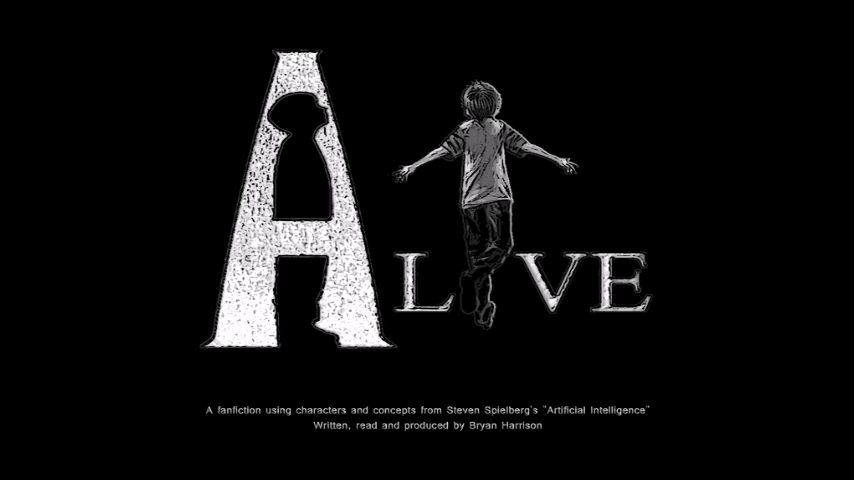 ALIVE
A fanfiction using characters and concepts from Steven Spielberg's "Artificial Intelligence"
Written, read and produced by Bryan Harrison